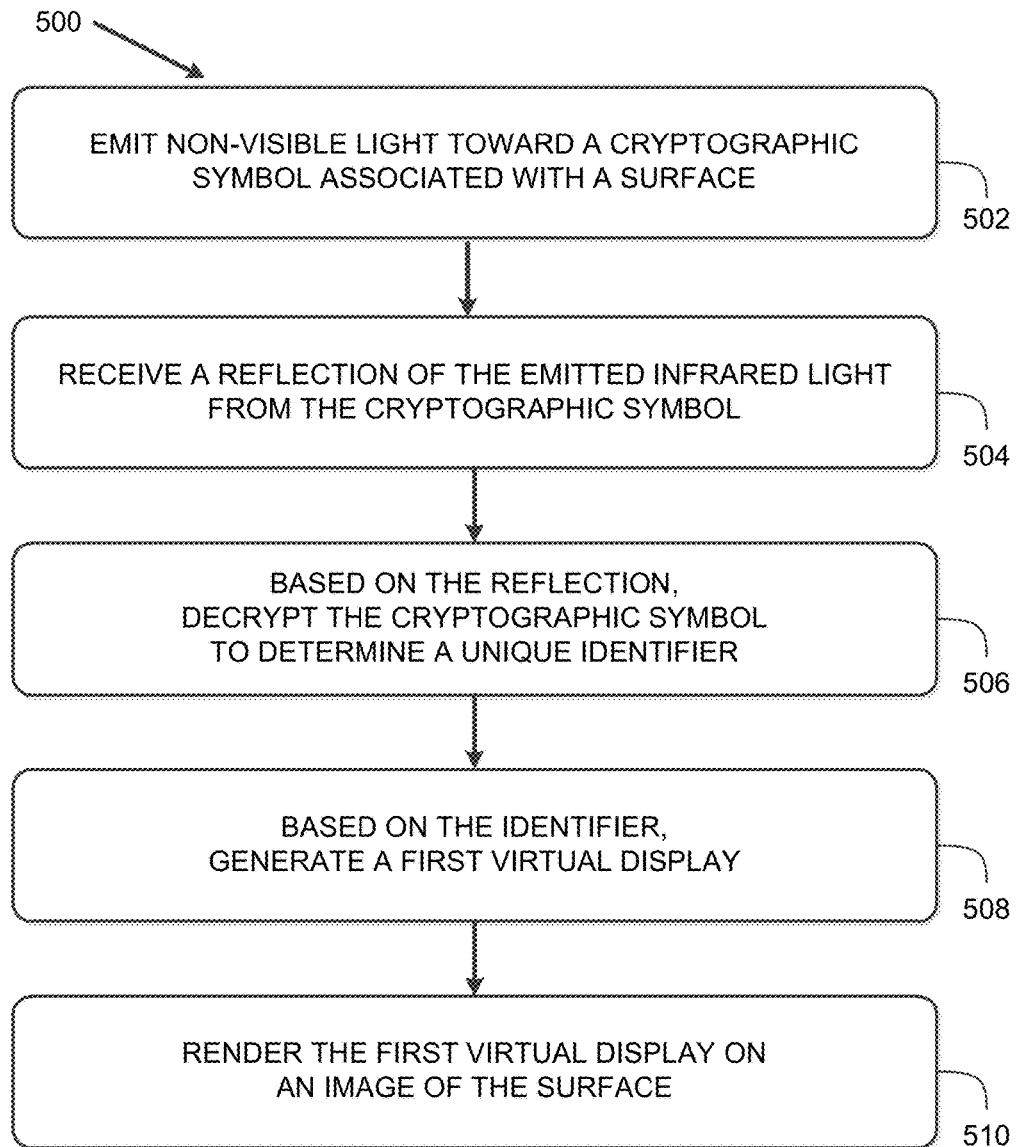 500
EMIT NON-VISIBLE LIGHT TOWARD A CRYPTOGRAPHIC
SYMBOL ASSOCIATED WITH A SURFACE
502
RECEIVE A REFLECTION OF THE EMITTED INFRARED LIGHT
FROM THE CRYPTOGRAPHIC SYMBOL
504
BASED ON THE REFLECTION,
DECRYPT THE CRYPTOGRAPHIC SYMBOL
TO DETERMINE A UNIQUE IDENTIFIER
506
BASED ON THE IDENTIFIER,
GENERATE A FIRST VIRTUAL DISPLAY
508
RENDER THE FIRST VIRTUAL DISPLAY ON
AN IMAGE OF THE SURFACE
510